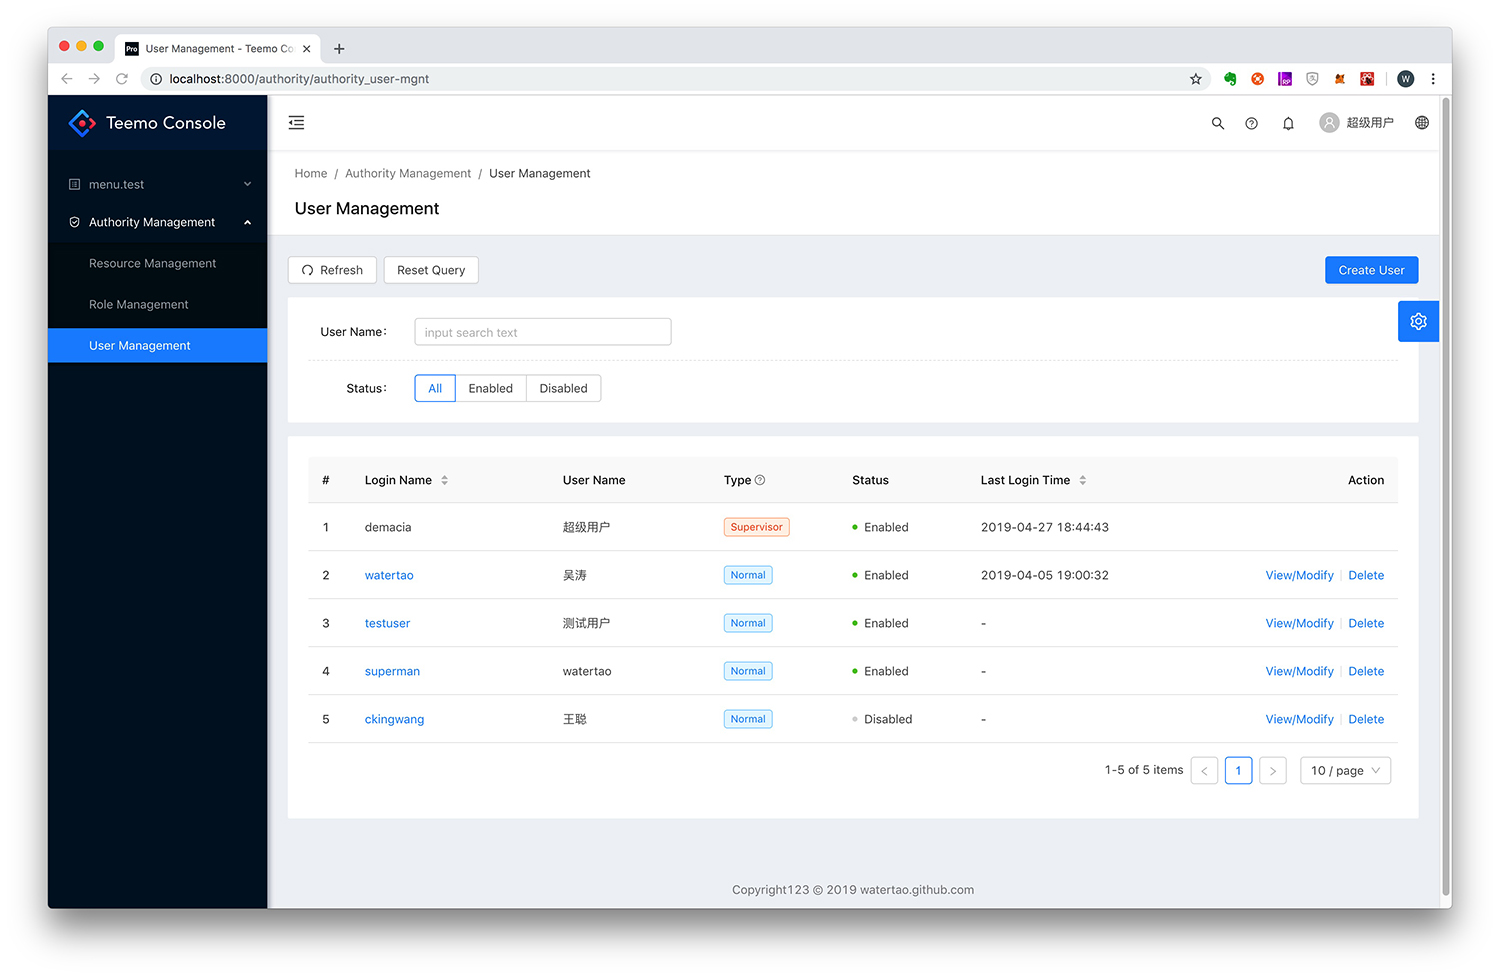 Pro User Management - Teemo Co
localhost:8000/authority/authority_user-mgnt
RP
W
Teemo Console
超级用户
menu.test
Authority Management
Resource Management
Role Management
User Management
Home / Authority Management / User Management
User Management
Refresh Reset Query Create User
User Name: input search text
Status: All Enabled Disabled
# Login Name User Name Type Status Last Login Time Action
1 demacia 超级用户 Supervisor Enabled 2019-04-27 18:44:43
2 watertao 吴涛 Normal Enabled 2019-04-05 19:00:32 View/Modify Delete
3 testuser 测试用户 Normal Enabled - View/Modify Delete
4 superman watertao Normal Enabled - View/Modify Delete
5 ckingwang 王聪 Normal Disabled - View/Modify Delete
1-5 of 5 items < 1 > 10 / page
Copyright123 © 2019 watertao.github.com